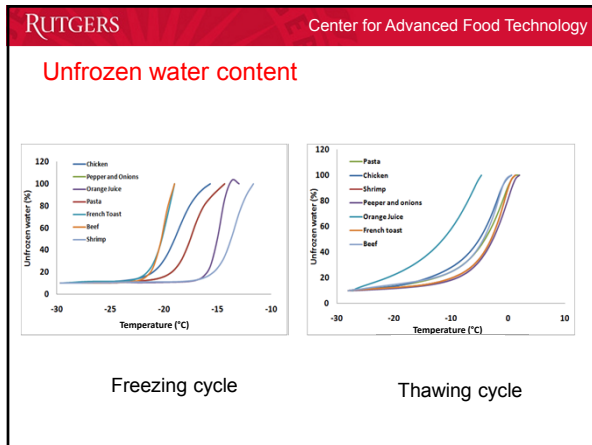 RUTGERS
Center for Advanced Food Technology
Unfrozen water content
120
100
80
60
40
20
0
-30
-25
-20
-15
-10
Unfrozen water (%)
Temperature (°C)
Chicken
Pepper and Onions
Orange Juice
Pasta
French Toast
Beef
Shrimp
Freezing cycle
120
100
80
60
40
20
0
-30
-20
-10
0
10
Unfrozen water (%)
Temperature (°C)
Pasta
Chicken
Shrimp
Peeper and onions
Orange Juice
French toast
Beef
Thawing cycle